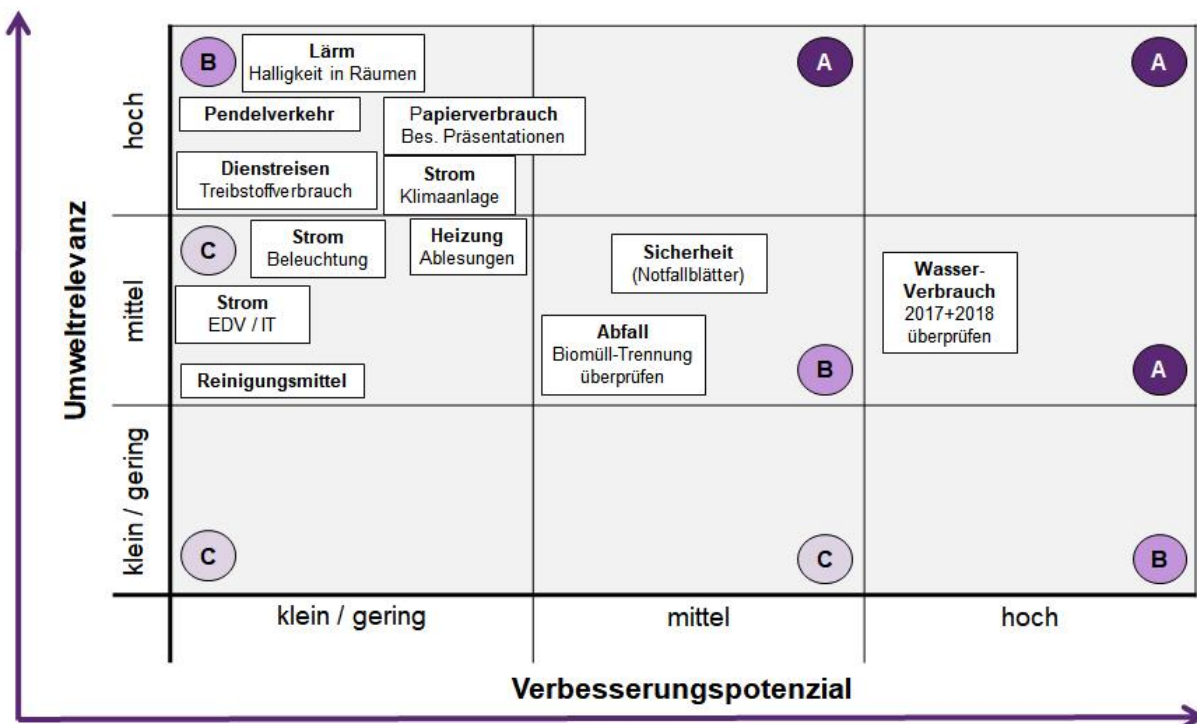 B
Lärm
Halligkeit in Räumen
A
A
Pendelverkehr
Papierverbrauch
Bes. Präsentationen
Dienstreisen
Treibstoffverbrauch
Strom
Klimaanlage
hoch
C
Strom
Beleuchtung
Heizung
Ablesungen
Sicherheit
(Notfallblätter)
Wasser-
Verbrauch
2017+2018
überprüfen
Strom
EDV / IT
Abfall
Biomüll-Trennung
überprüfen
Reinigungsmittel
B
A
mittel
Umweltrelevanz
klein / gering
C
C
B
klein / gering
mittel
hoch
Verbesserungspotenzial